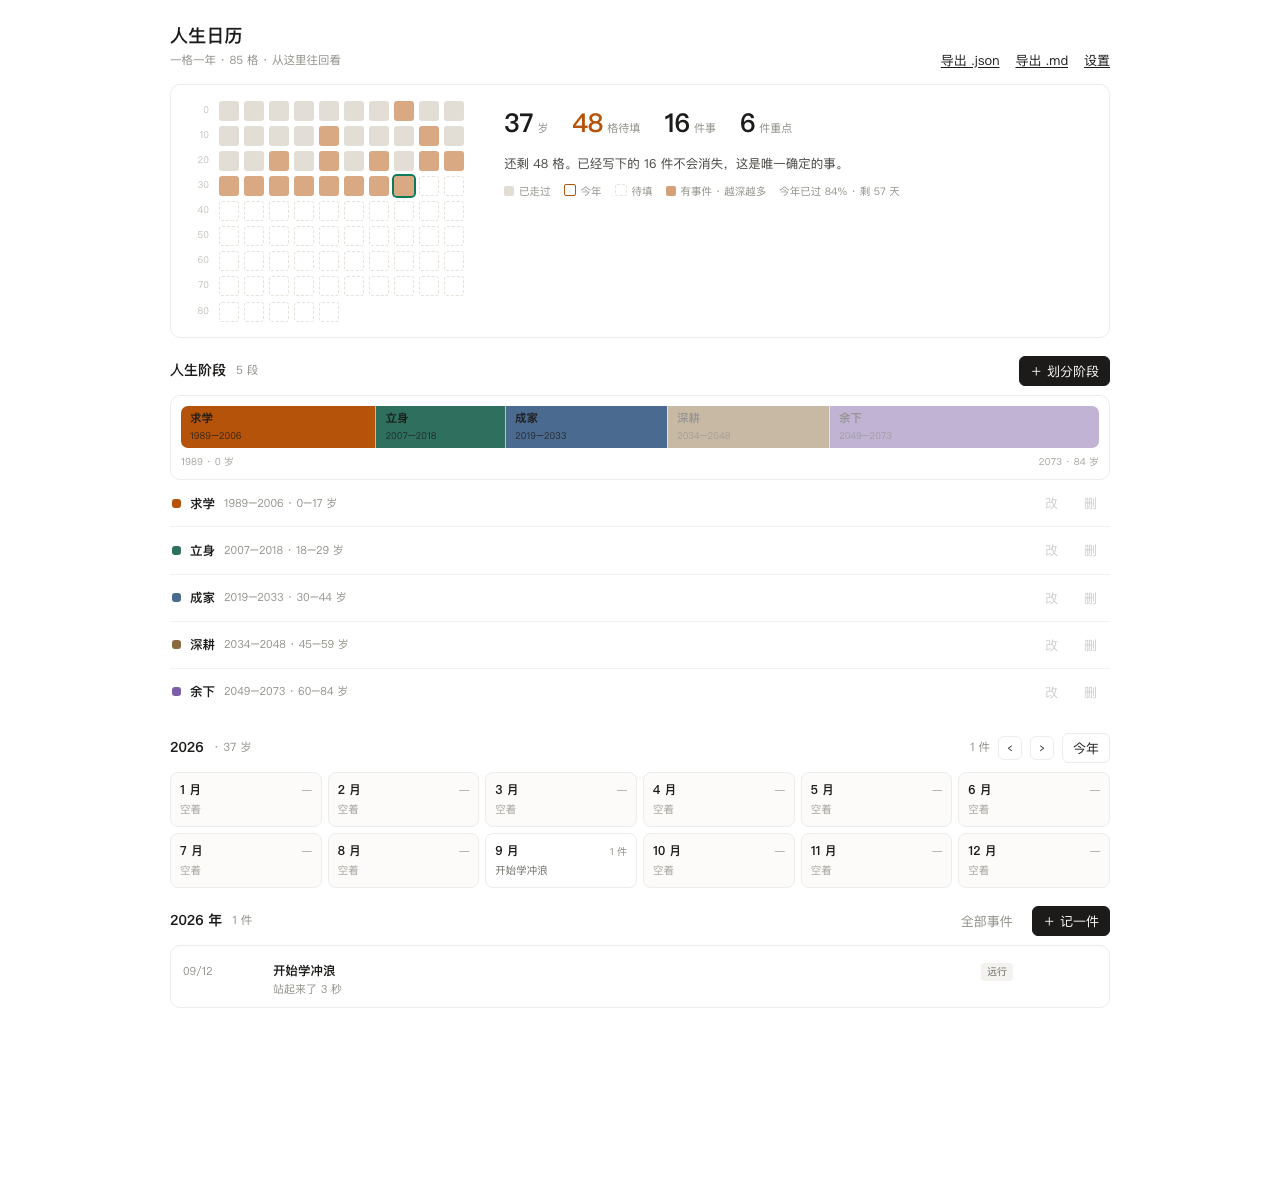 人生日历
一格一年 · 85 格 · 从这里往回看
导出 .json 导出 .md 设置
0
10
20
30
40
50
60
70
80
37 岁 48 格待填 16 件事 6 件重点
还剩 48 格。已经写下的 16 件不会消失，这是唯一确定的事。
已走过 今年 待填 有事件 · 越深越多 今年已过 84% · 剩 57 天
人生阶段 5 段
＋ 划分阶段
求学 立身 成家 深耕 余下
1989—2006 2007—2018 2019—2033 2034—2048 2049—2073
1989 · 0 岁 2073 · 84 岁
求学 1989—2006 · 0—17 岁 改 删
立身 2007—2018 · 18—29 岁 改 删
成家 2019—2033 · 30—44 岁 改 删
深耕 2034—2048 · 45—59 岁 改 删
余下 2049—2073 · 60—84 岁 改 删
2026 · 37 岁 1 件 ‹ › 今年
1 月 — 2 月 — 3 月 — 4 月 — 5 月 — 6 月 —
空着 空着 空着 空着 空着 空着
7 月 — 8 月 — 9 月 1 件 10 月 — 11 月 — 12 月 —
空着 空着 开始学冲浪 空着 空着 空着
2026 年 1 件 全部事件 ＋ 记一件
09/12 开始学冲浪 运行
站起来了 3 秒